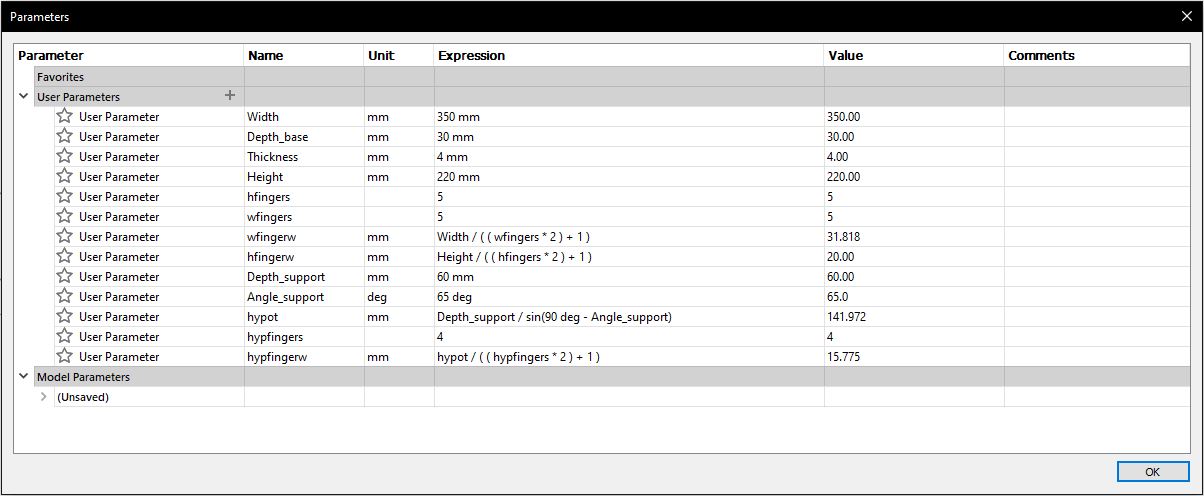 Parameters
Parameter Name Unit Expression Value Comments
Favorites
User Parameters +
User Parameter Width mm 350 mm 350.00
User Parameter Depth_base mm 30 mm 30.00
User Parameter Thickness mm 4 mm 4.00
User Parameter Height mm 220 mm 220.00
User Parameter hfingers 5 5
User Parameter wfingers 5 5
User Parameter wfingerw mm Width / ( ( wfingers * 2 ) + 1 ) 31.818
User Parameter hfingerw mm Height / ( ( hfingers * 2 ) + 1 ) 20.00
User Parameter Depth_support mm 60 mm 60.00
User Parameter Angle_support deg 65 deg 65.0
User Parameter hypot mm Depth_support / sin(90 deg - Angle_support) 141.972
User Parameter hypfingers 4 4
User Parameter hypfingerw mm hypot / ( ( hypfingers * 2 ) + 1 ) 15.775
Model Parameters
(Unsaved)
OK